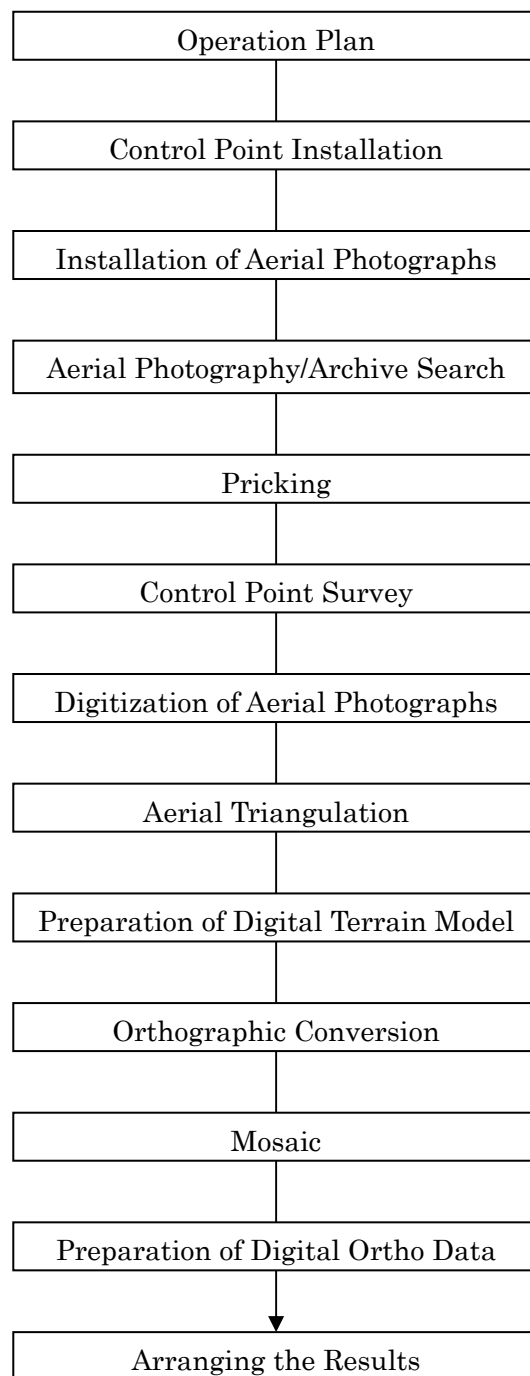 Operation Plan
Control Point Installation
Installation of Aerial Photographs
Aerial Photography/Archive Search
Pricking
Control Point Survey
Digitization of Aerial Photographs
Aerial Triangulation
Preparation of Digital Terrain Model
Orthographic Conversion
Mosaic
Preparation of Digital Ortho Data
Arranging the Results